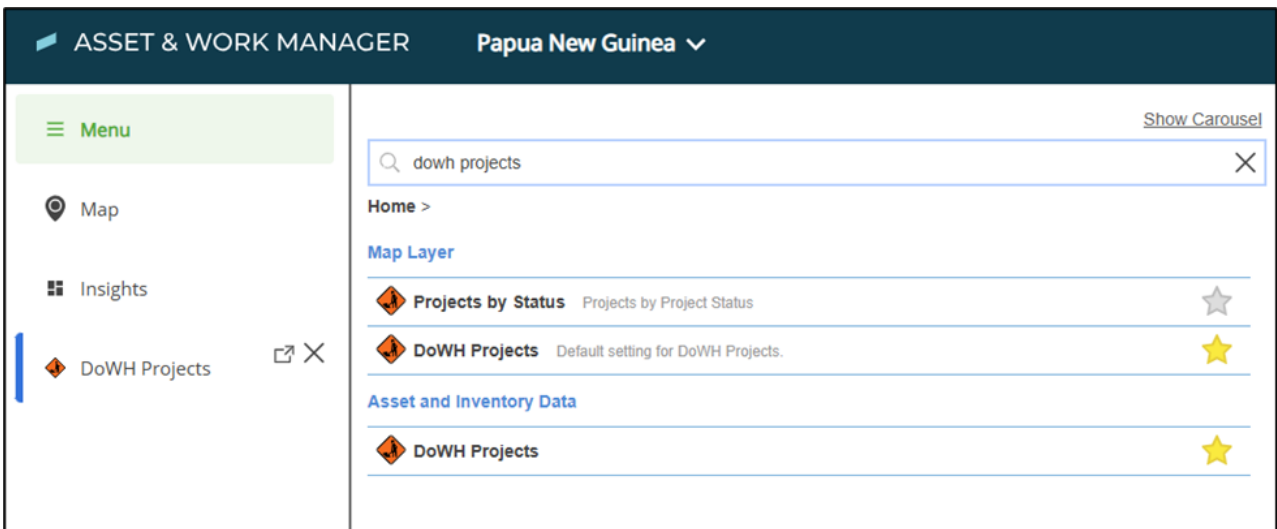 ASSET & WORK MANAGER Papua New Guinea
Menu
Map
Insights
DoWH Projects
Show Carousel
dowh projects
Home >
Map Layer
Projects by Status Projects by Project Status
DoWH Projects Default setting for DoWH Projects.
Asset and Inventory Data
DoWH Projects